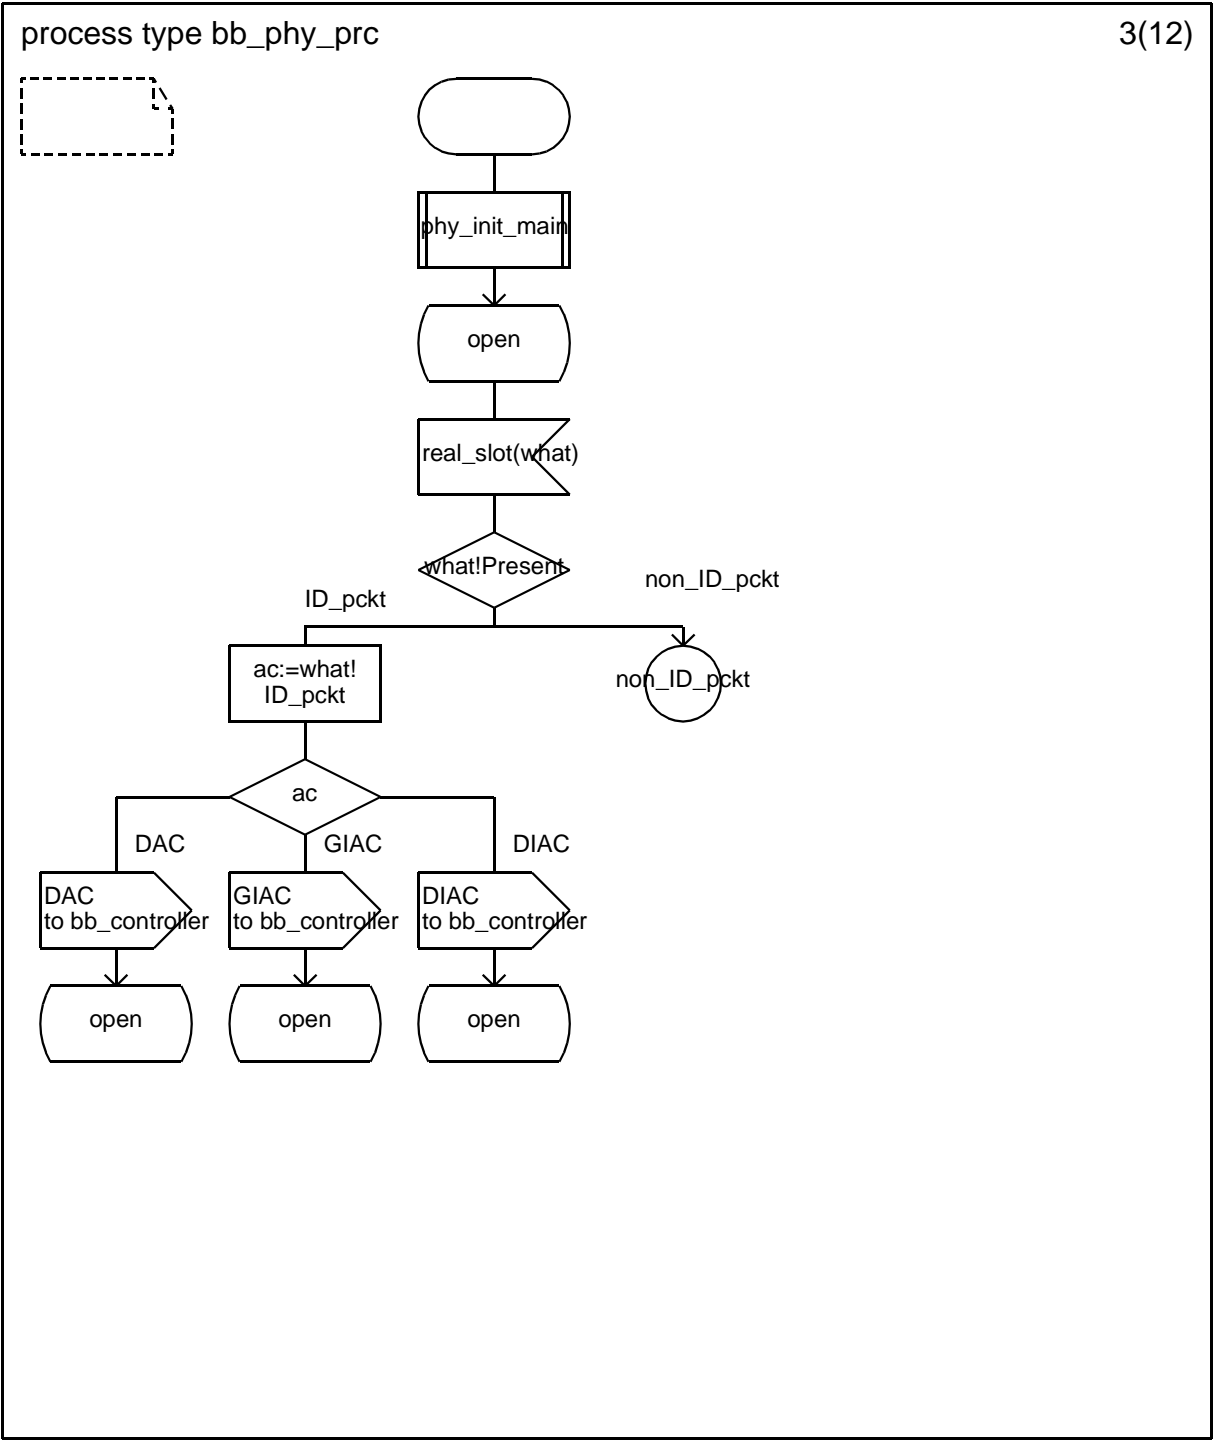 process type bb_phy_prc
3(12)
phy_init_main
open
real_slot(what)
what!Present
non_ID_pckt
ID_pckt
ac:=what!
ID_pckt
non_ID_pckt
ac
DAC
GIAC
DIAC
DAC
to bb_controller
GIAC
to bb_controller
DIAC
to bb_controller
open
open
open